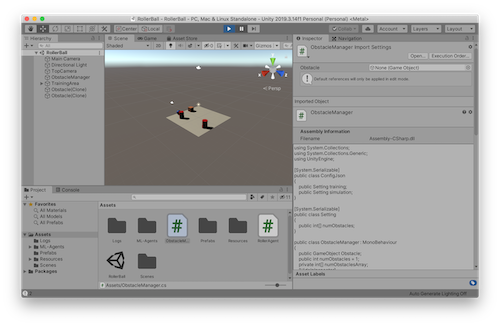 RollerBall - RollerBall - PC, Mac & Linux Standalone - Unity 2019.3.14f1 Personal (Personal) <Metal>
Center
Local
Collab
Account
Layers
Layout
Hierarchy
Scene
Game
Asset Store
Inspector
Navigation
All
Shaded
2D
Gizmos
ObstacleManager Import Settings
Open...
Execution Order...
RollerBall
Main Camera
Directional Light
TopCamera
ObstacleManager
TrainingArea
Obstacle(Clone)
Obstacle(Clone)
Obstacle
None (Game Object)
Default references will only be applied in edit mode.
Persp
Imported Object
ObstacleManager
Assembly Information
Filename
Assembly-CSharp.dll
using System.Collections;
using System.Collections.Generic;
using UnityEngine;
[System.Serializable]
public class ConfigJson
{
public Setting training;
public Setting simulation;
}
[System.Serializable]
public class Setting
{
public int[] numObstacles;
}
public class ObstacleManager : MonoBehaviour
{
public GameObject Obstacle;
public int numObstacles = 1;
private int[] numObstaclesArray;
Project
Console
Favorites
All Materials
All Models
All Prefabs
Assets
Logs
ML-Agents
Prefabs
Resources
Scenes
Packages
Assets
Logs
ML-Agents
Obstacle...
Prefabs
Resources
RollerAgent
RollerBall
Scenes
Assets/ObstacleManager.cs
Asset Labels
Auto Generate Lighting Off